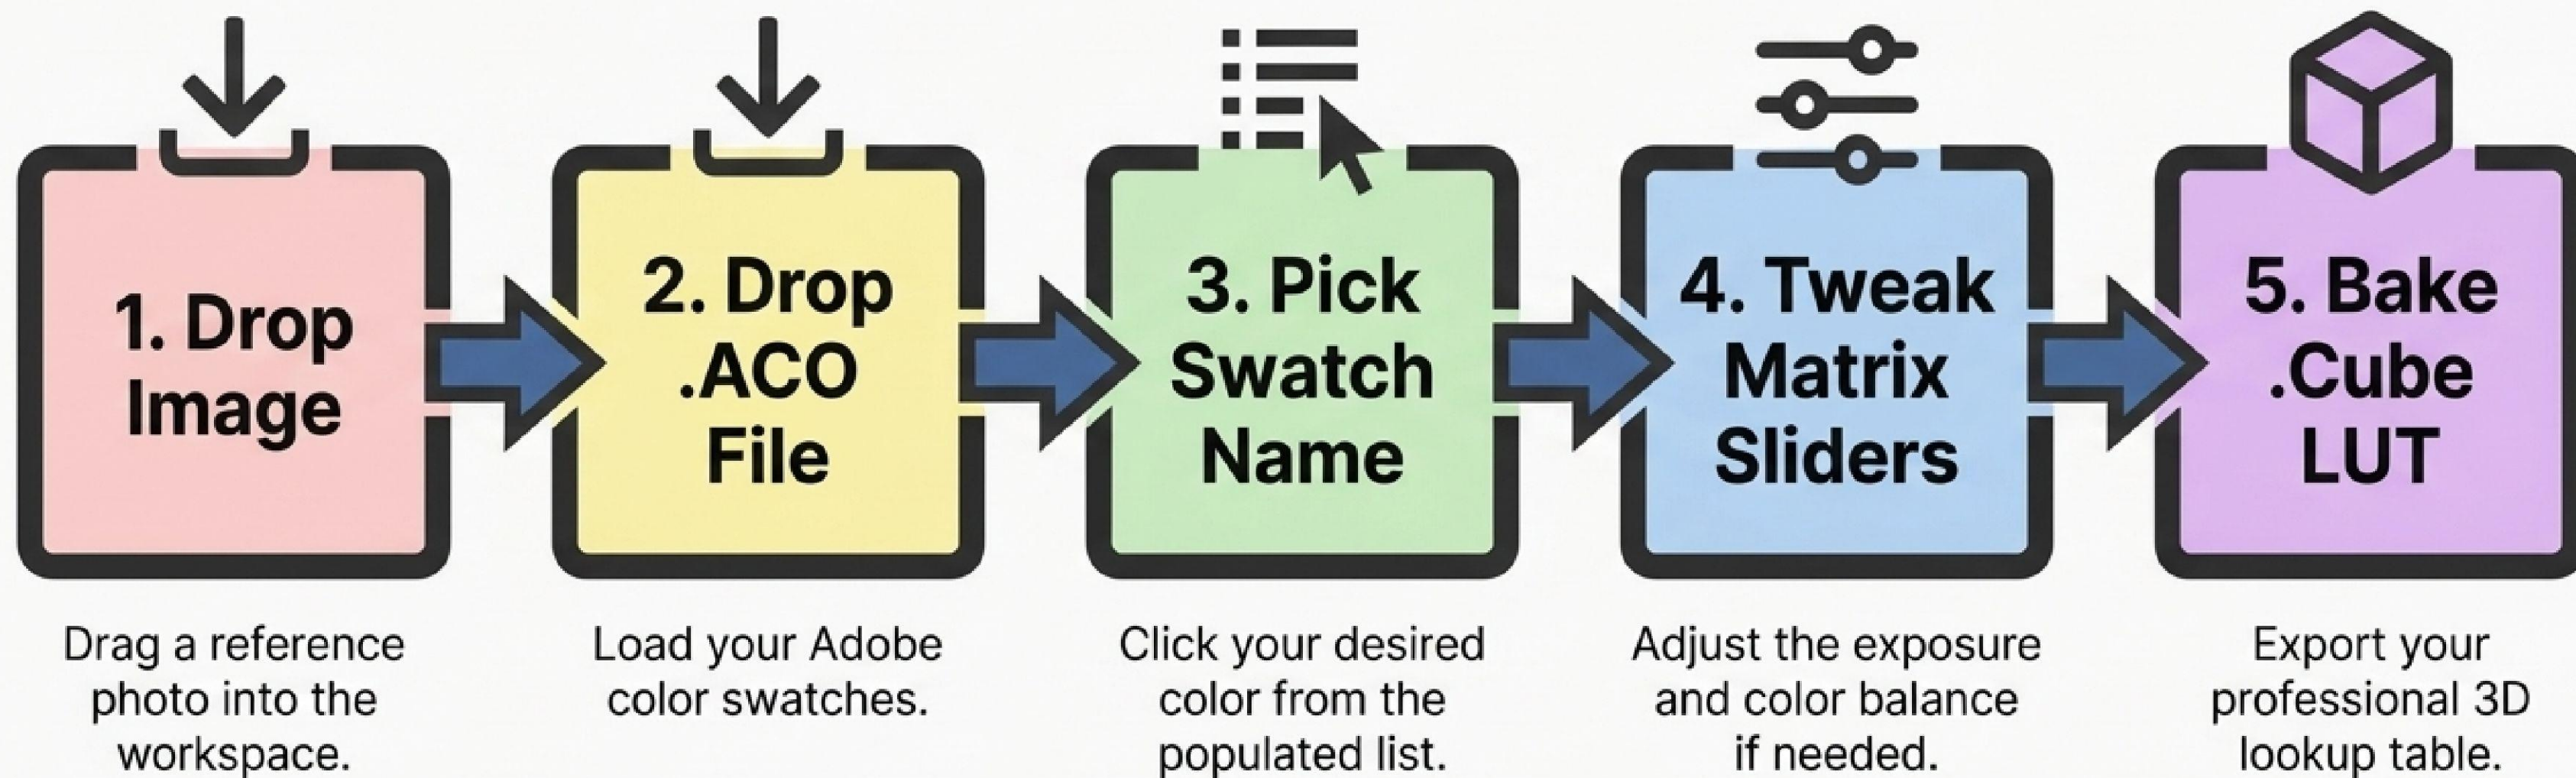 1. Drop
Image
2. Drop
.ACO
File
3. Pick
Swatch
Name
4. Tweak
Matrix
Sliders
5. Bake
.Cube
LUT
Drag a reference
photo into the
workspace.
Load your Adobe
color swatches.
Click your desired
color from the
populated list.
Adjust the exposure
and color balance
if needed.
Export your
professional 3D
lookup table.